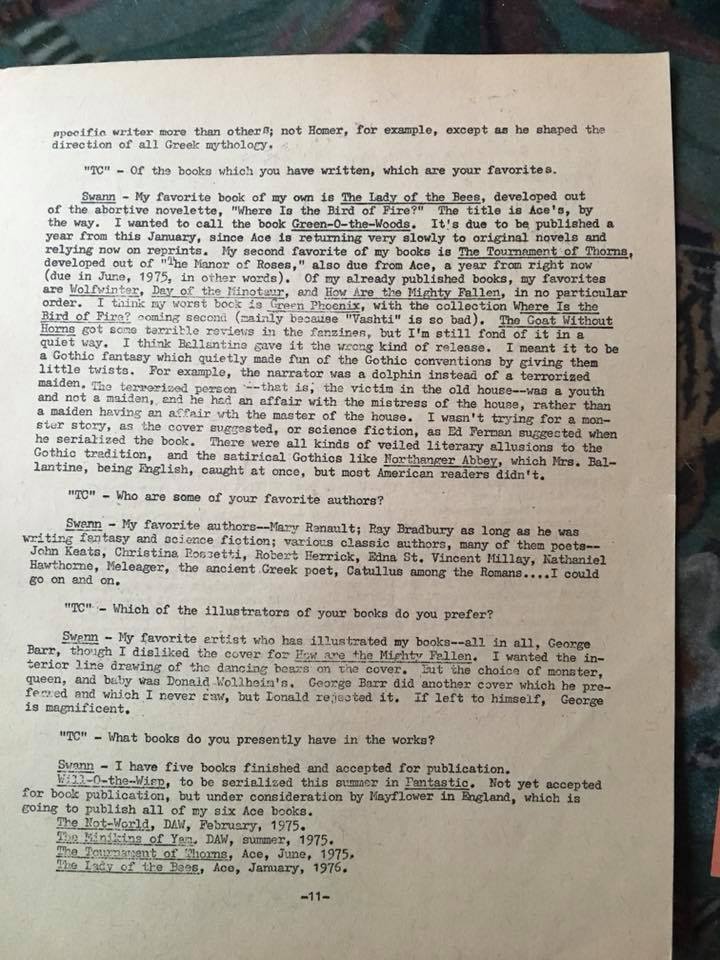 specific writer more than others; not Homer, for example, except as he shaped the
direction of all Greek mythology.
"TC" - Of the books which you have written, which are your favorites.
Swann - My favorite book of my own is The Lady of the Bees, developed out
of the abortive novelette, "Where Is the Bird of Fire?" The title is Ace's, by
the way. I wanted to call the book Green-O-the-Woods. It's due to be published a
year from this January, since Ace is returning very slowly to original novels and
relying now on reprints. My second favorite of my books is The Tournament of Thorns,
developed out of "The Manor of Roses," also due from Ace, a year from right now
(due in June, 1975, in other words). Of my already published books, my favorites
are Wolfwinter, Day of the Minotaur, and How Are the Mighty Fallen, in no particular
order. I think my worst book is Green Phoenix, with the collection Where Is the
Bird of Fire? coming second (mainly because "Vashti" is so bad). The Goat Without
Horns got some terrible reviews in the fanzines, but I'm still fond of it in a
quiet way. I think Ballantine gave it the wrong kind of release. I meant it to be
a Gothic fantasy which quietly made fun of the Gothic conventions by giving them
little twists. For example, the narrator was a dolphin instead of a terrorized
maiden. The terrorized person --that is, the victim in the old house--was a youth
and not a maiden, and he had an affair with the mistress of the house, rather than
a maiden having an affair wth the master of the house. I wasn't trying for a mon-
ster story, as the cover suggested, or science fiction, as Ed Ferman suggested when
he serialized the book. There were all kinds of veiled literary allusions to the
Gothic tradition, and the satirical Gothics like Northanger Abbey, which Mrs. Bal-
lantine, being English, caught at once, but most American readers didn't.
"TC" - Who are some of your favorite authors?
Swann - My favorite authors--Mary Renault; Ray Bradbury as long as he was
writing fantasy and science fiction; various classic authors, many of them poets--
John Keats, Christina Rossetti, Robert Herrick, Edna St. Vincent Millay, Nathaniel
Hawthorne, Meleager, the ancient Greek poet, Catullus among the Romans....I could
go on and on.
"TC" - Which of the illustrators of your books do you prefer?
Swann - My favorite artist who has illustrated my books--all in all, George
Barr, though I disliked the cover for How are the Mighty Fallen. I wanted the in-
terior line drawing of the dancing bears on the cover. But the choice of monster,
queen, and baby was Donald Wollheim's. George Barr did another cover which he pre-
ferred and which I never saw, but Donald rejected it. If left to himself, George
is magnificent.
"TC" - What books do you presently have in the works?
Swann - I have five books finished and accepted for publication.
Will-O-the-Wisp, to be serialized this summer in Fantastic. Not yet accepted
for book publication, but under consideration by Mayflower in England, which is
going to publish all of my six Ace books.
The Not-World, DAW, February, 1975.
The Minikins of Yam, DAW, summer, 1975.
The Tournament of Thorns, Ace, June, 1975.
The Lady of the Bees, Ace, January, 1976.
-11-